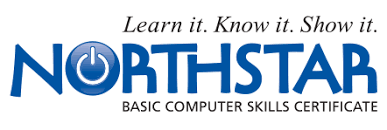 Learn it. Know it. Show it.
NORTHSTAR
BASIC COMPUTER SKILLS CERTIFICATE